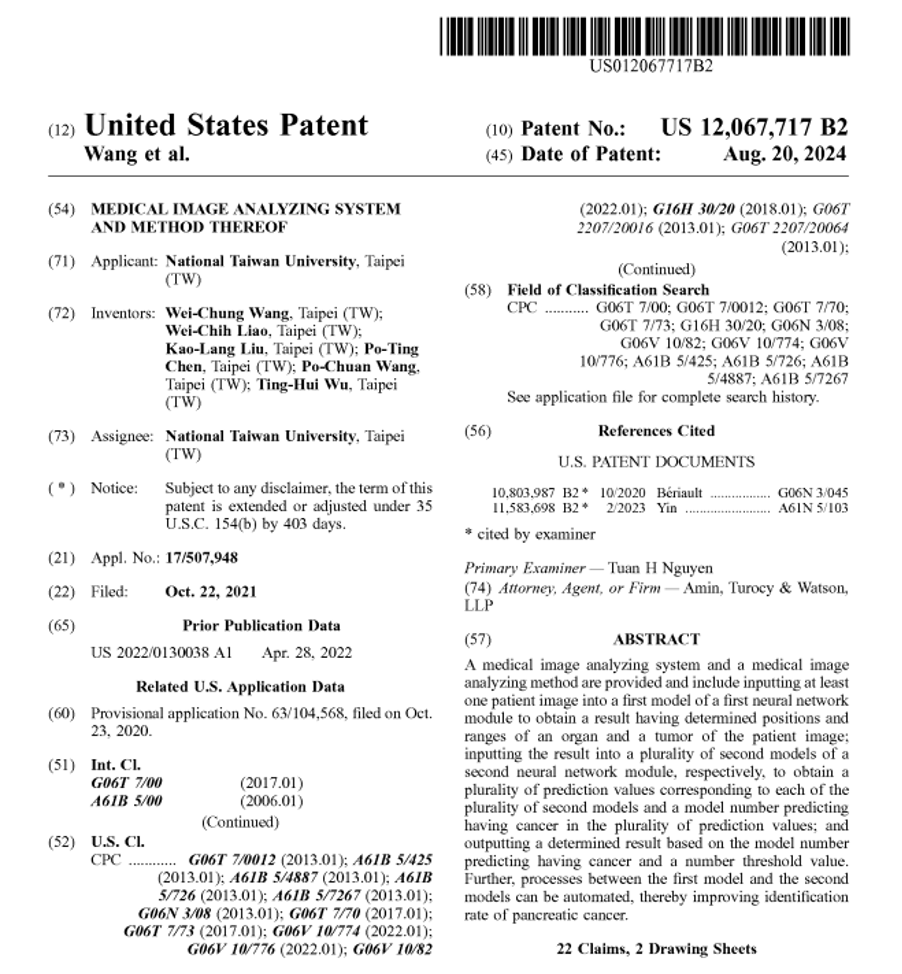 US012067717B2
(12) United States Patent
Wang et al.
(10) Patent No.: US 12,067,717 B2
(45) Date of Patent: Aug. 20, 2024
(54) MEDICAL IMAGE ANALYZING SYSTEM
AND METHOD THEREOF
(71) Applicant: National Taiwan University, Taipei
(TW)
(72) Inventors: Wei-Chung Wang, Taipei (TW);
Wei-Chih Liao, Taipei (TW);
Kao-Lang Liu, Taipei (TW); Po-Ting
Chen, Taipei (TW); Po-Chuan Wang,
Taipei (TW); Ting-Hui Wu, Taipei
(TW)
(73) Assignee: National Taiwan University, Taipei
(TW)
( * ) Notice: Subject to any disclaimer, the term of this
patent is extended or adjusted under 35
U.S.C. 154(b) by 403 days.
(21) Appl. No.: 17/507,948
(22) Filed: Oct. 22, 2021
(65) Prior Publication Data
US 2022/0130038 A1 Apr. 28, 2022
Related U.S. Application Data
(60) Provisional application No. 63/104,568, filed on Oct.
23, 2020.
(51) Int. Cl.
G06T 7/00 (2017.01)
A61B 5/00 (2006.01)
(Continued)
(52) U.S. Cl.
CPC ............ G06T 7/0012 (2013.01); A61B 5/425
(2013.01); A61B 5/4887 (2013.01); A61B
5/726 (2013.01); A61B 5/7267 (2013.01);
G06N 3/08 (2013.01); G06T 7/70 (2017.01);
G06T 7/73 (2017.01); G06V 10/774 (2022.01);
G06V 10/776 (2022.01); G06V 10/82
(2022.01); G16H 30/20 (2018.01); G06T
2207/20016 (2013.01); G06T 2207/20064
(2013.01);
(Continued)
(58) Field of Classification Search
CPC .......... G06T 7/00; G06T 7/0012; G06T 7/70;
G06T 7/73; G16H 30/20; G06N 3/08;
G06V 10/82; G06V 10/774; G06V
10/776; A61B 5/425; A61B 5/726; A61B
5/4887; A61B 5/7267
See application file for complete search history.
(56) References Cited
U.S. PATENT DOCUMENTS
10,803,987 B2 * 10/2020 Bériault ................ G06N 3/045
11,583,698 B2 * 2/2023 Yin ....................... A61N 5/103
* cited by examiner
Primary Examiner — Tuan H Nguyen
(74) Attorney, Agent, or Firm — Amin, Turocy & Watson,
LLP
(57) ABSTRACT
A medical image analyzing system and a medical image
analyzing method are provided and include inputting at least
one patient image into a first model of a first neural network
module to obtain a result having determined positions and
ranges of an organ and a tumor of the patient image;
inputting the result into a plurality of second models of a
second neural network module, respectively, to obtain a
plurality of prediction values corresponding to each of the
plurality of second models and a model number predicting
having cancer in the plurality of prediction values; and
outputting a determined result based on the model number
predicting having cancer and a number threshold value.
Further, processes between the first model and the second
models can be automated, thereby improving identification
rate of pancreatic cancer.
22 Claims, 2 Drawing Sheets